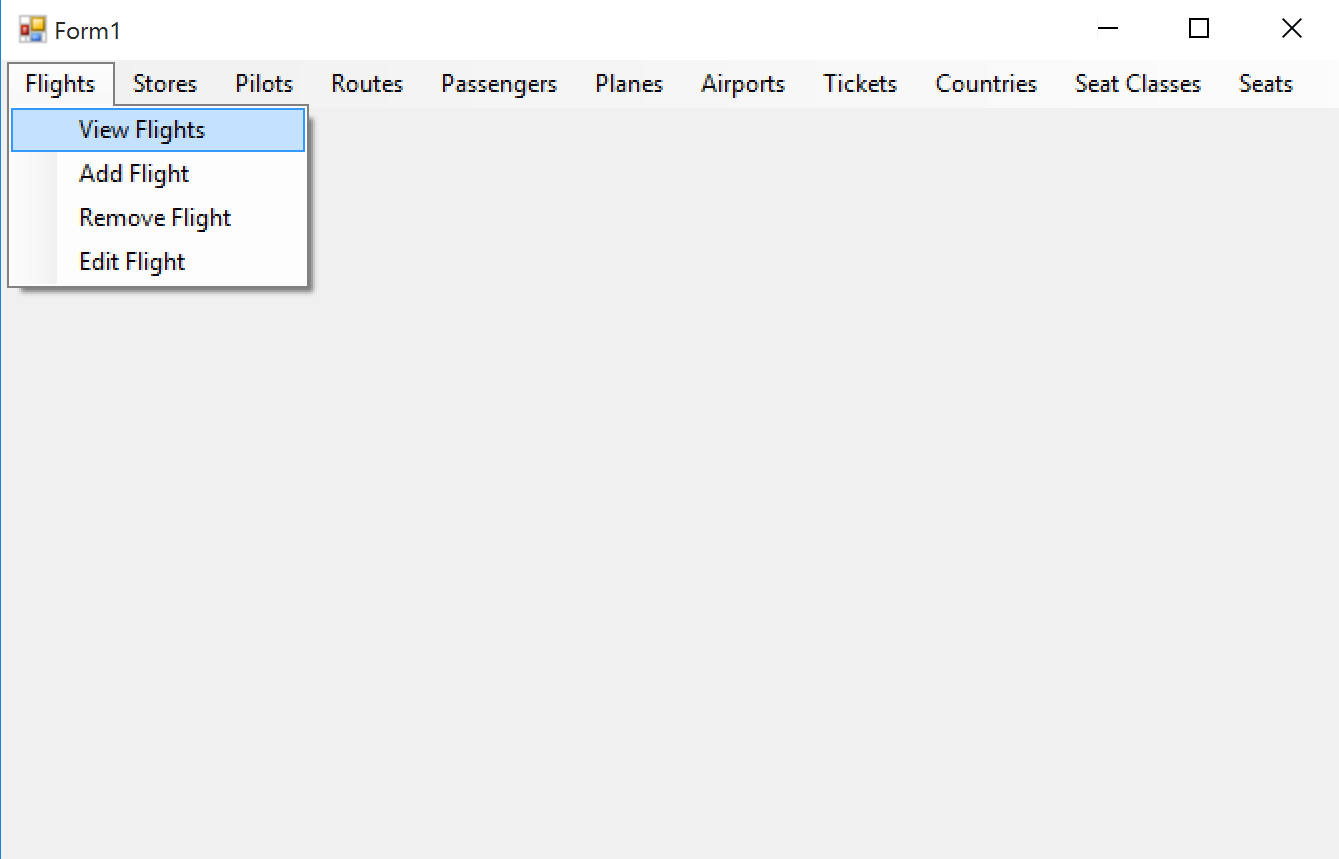 Form1
Flights Stores Pilots Routes Passengers Planes Airports Tickets Countries Seat Classes Seats
View Flights
Add Flight
Remove Flight
Edit Flight